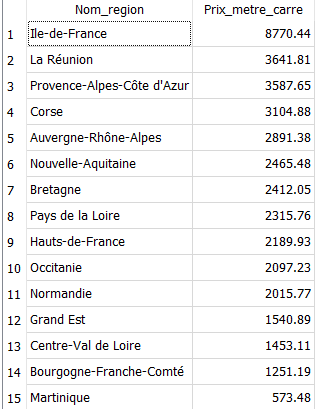 Nom_region Prix_metre_carre
1 Ile-de-France 8770.44
2 La Réunion 3641.81
3 Provence-Alpes-Côte d'Azur 3587.65
4 Corse 3104.88
5 Auvergne-Rhône-Alpes 2891.38
6 Nouvelle-Aquitaine 2465.48
7 Bretagne 2412.05
8 Pays de la Loire 2315.76
9 Hauts-de-France 2189.93
10 Occitanie 2097.23
11 Normandie 2015.77
12 Grand Est 1540.89
13 Centre-Val de Loire 1453.11
14 Bourgogne-Franche-Comté 1251.19
15 Martinique 573.48